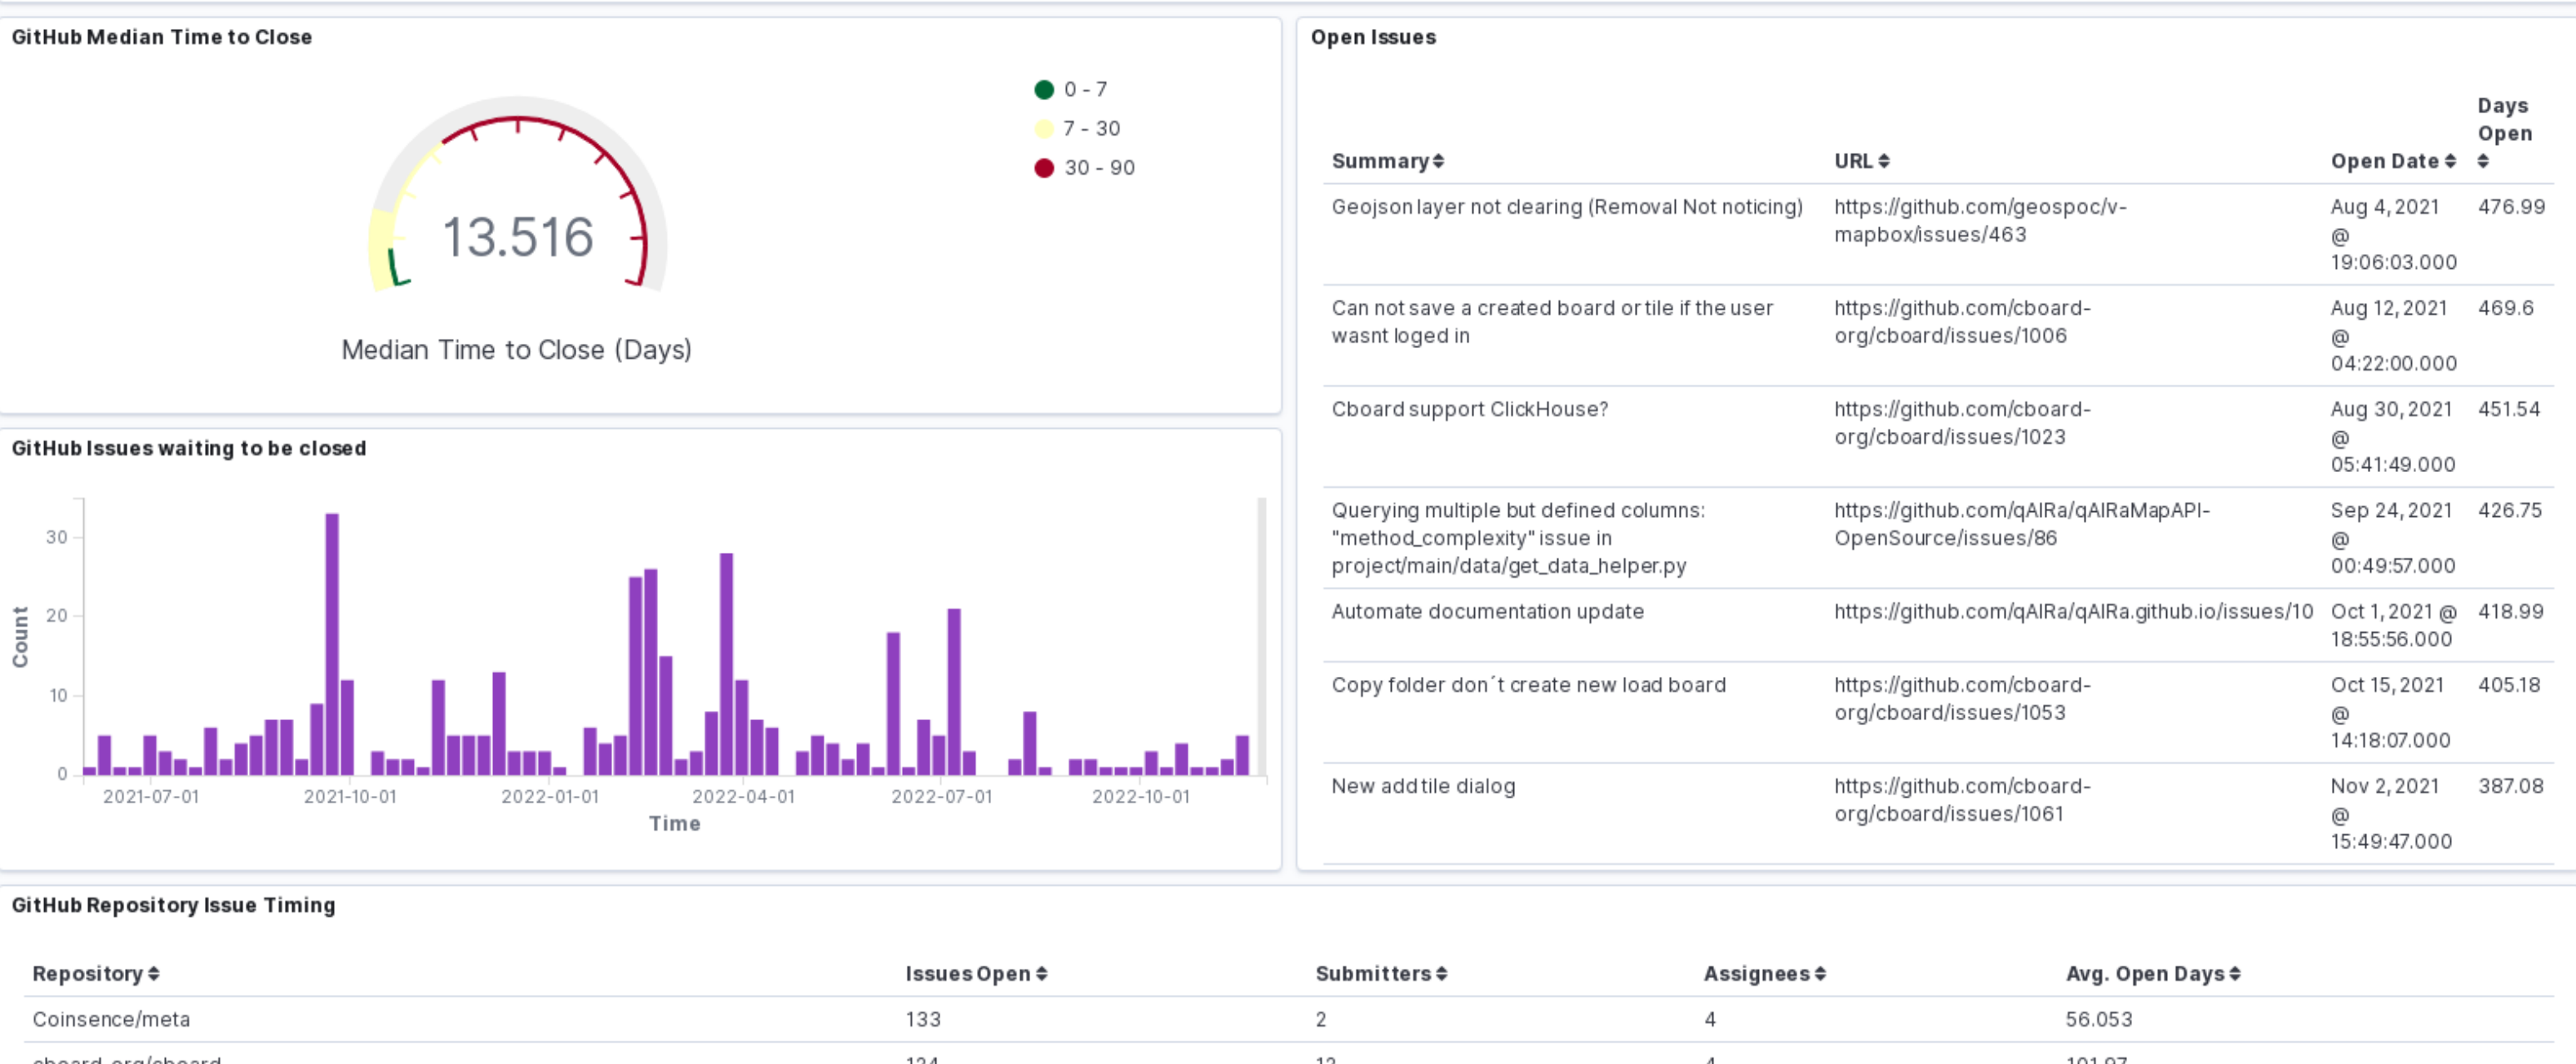 GitHub Median Time to Close
0 - 7
7 - 30
30 - 90
13.516
Median Time to Close (Days)
GitHub Issues waiting to be closed
Count
30
20
10
0
2021-07-01 2021-10-01 2022-01-01 2022-04-01 2022-07-01 2022-10-01
Time
Open Issues
Summary URL Open Date Days Open
Geojson layer not clearing (Removal Not noticing) https://github.com/geospoc/v- Aug 4, 2021 476.99
mapbox/issues/463 @
19:06:03.000
Can not save a created board or tile if the user https://github.com/cboard- Aug 12, 2021 469.6
wasnt loged in org/cboard/issues/1006 @
04:22:00.000
Cboard support ClickHouse? https://github.com/cboard- Aug 30, 2021 451.54
org/cboard/issues/1023 @
05:41:49.000
Querying multiple but defined columns: https://github.com/qAIRa/qAIRaMapAPI- Sep 24, 2021 426.75
"method_complexity" issue in OpenSource/issues/86 @
project/main/data/get_data_helper.py 00:49:57.000
Automate documentation update https://github.com/qAIRa/qAIRa.github.io/issues/10 Oct 1, 2021 @ 418.99
18:55:56.000
Copy folder don´t create new load board https://github.com/cboard- Oct 15, 2021 405.18
org/cboard/issues/1053 @
14:18:07.000
New add tile dialog https://github.com/cboard- Nov 2, 2021 387.08
org/cboard/issues/1061 @
15:49:47.000
GitHub Repository Issue Timing
Repository Issues Open Submitters Assignees Avg. Open Days
Coinsence/meta 133 2 4 56.053
cboard-org/cboard